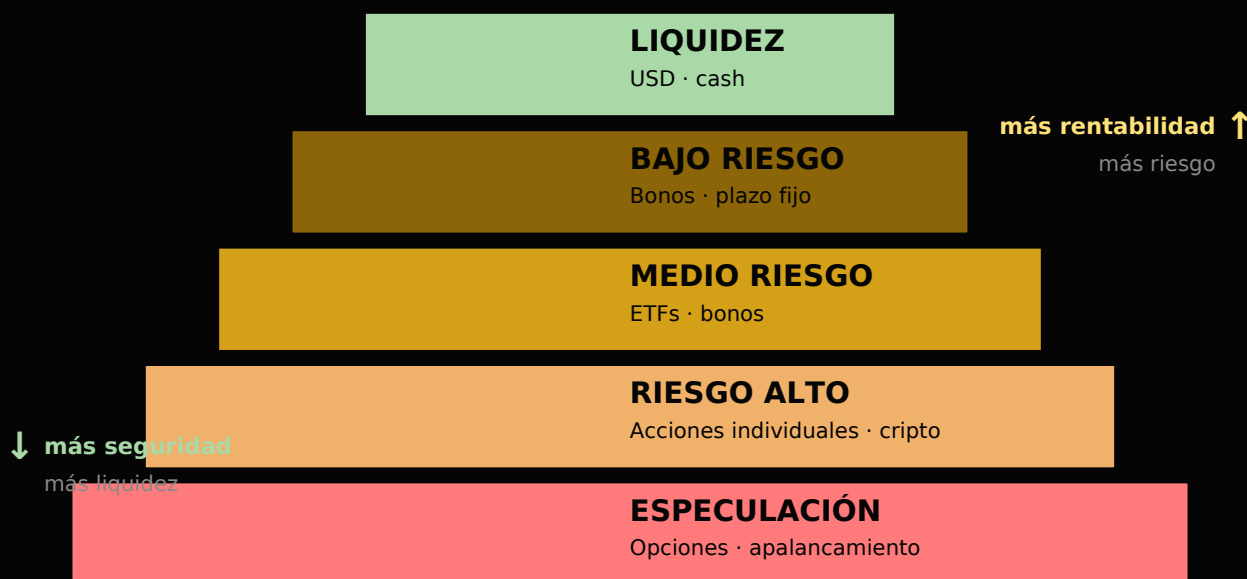 LIQUIDEZ
USD · cash
más rentabilidad ↑
más riesgo
BAJO RIESGO
Bonos · plazo fijo
MEDIO RIESGO
ETFs · bonos
RIESGO ALTO
Acciones individuales · cripto
↓ más seguridad
más liquidez
ESPECULACIÓN
Opciones · apalancamiento